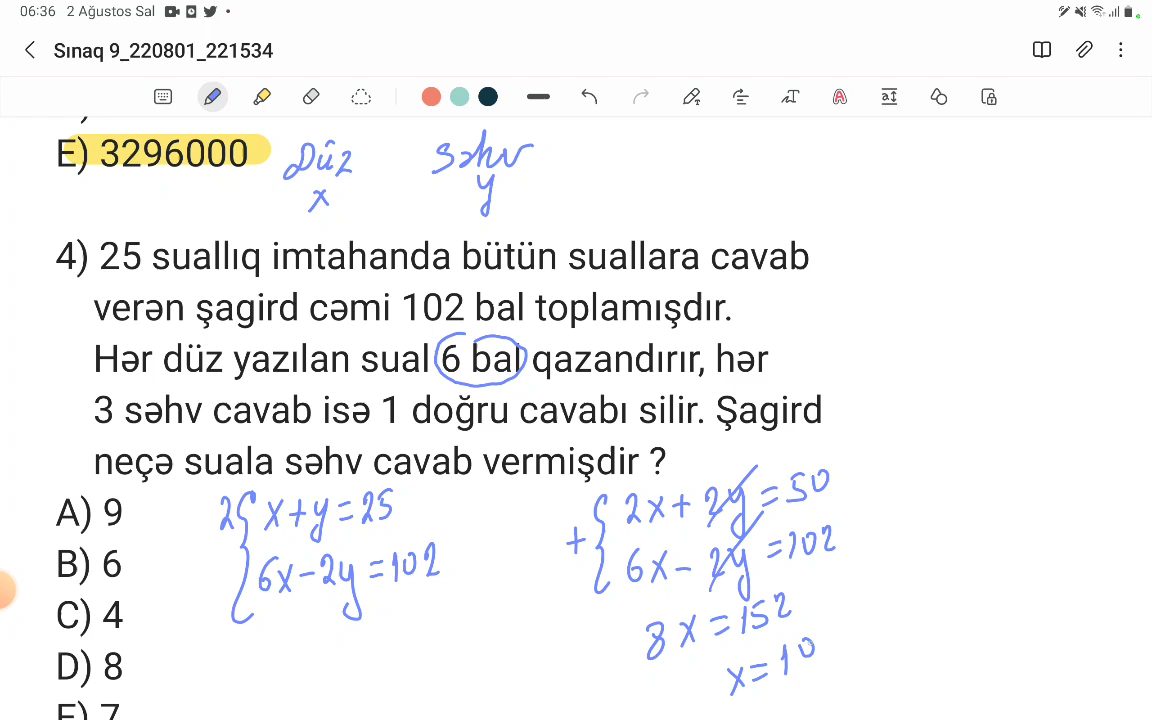 06:36 2 Ağustos Sal
Sınaq 9_220801_221534
E) 3296000 Düz səhv
x y
4) 25 suallıq imtahanda bütün suallara cavab
verən şagird cəmi 102 bal toplamışdır.
Hər düz yazılan sual 6 bal qazandırır, hər
3 səhv cavab isə 1 doğru cavabı silir. Şagird
neçə suala səhv cavab vermişdir ?
A) 9
B) 6
C) 4
D) 8
E) 7
2{ x+y=25
6x-2y=102
+{ 2x+2y=50
6x-2y=102
8x=152
x=10